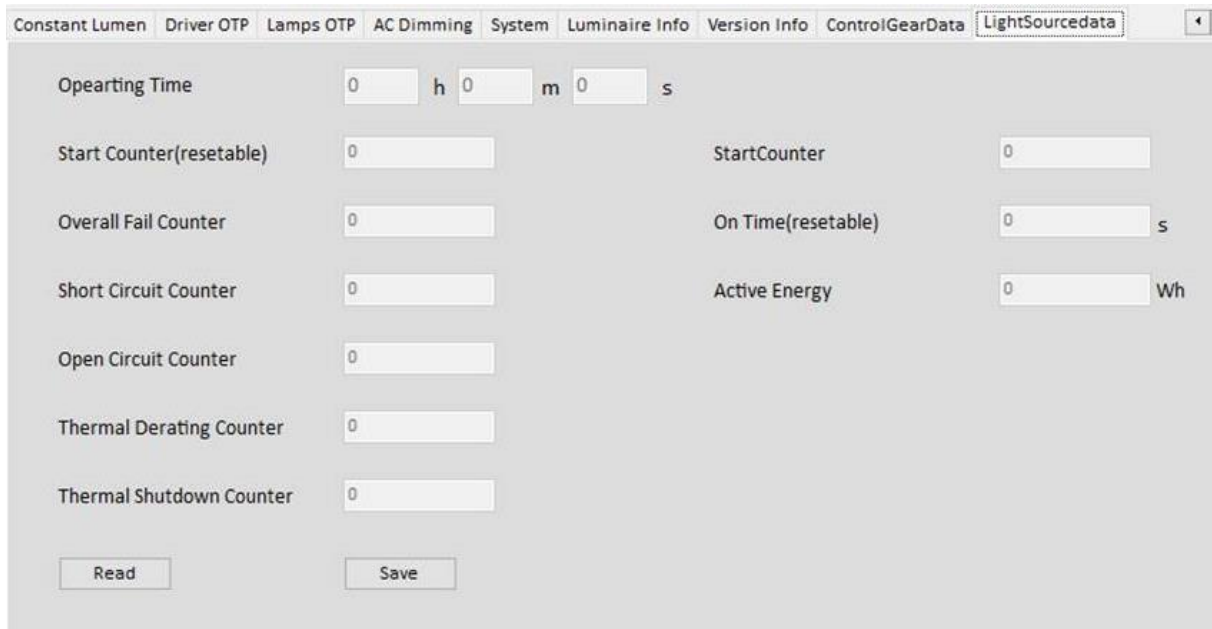 Constant Lumen Driver OTP Lamps OTP AC Dimming System Luminaire Info Version Info ControlGearData LightSourcedata
Opearting Time 0 h 0 m 0 s
Start Counter(resetable) 0 StartCounter 0
Overall Fail Counter 0 On Time(resetable) 0 s
Short Circuit Counter 0 Active Energy 0 Wh
Open Circuit Counter 0
Thermal Derating Counter 0
Thermal Shutdown Counter 0
Read Save